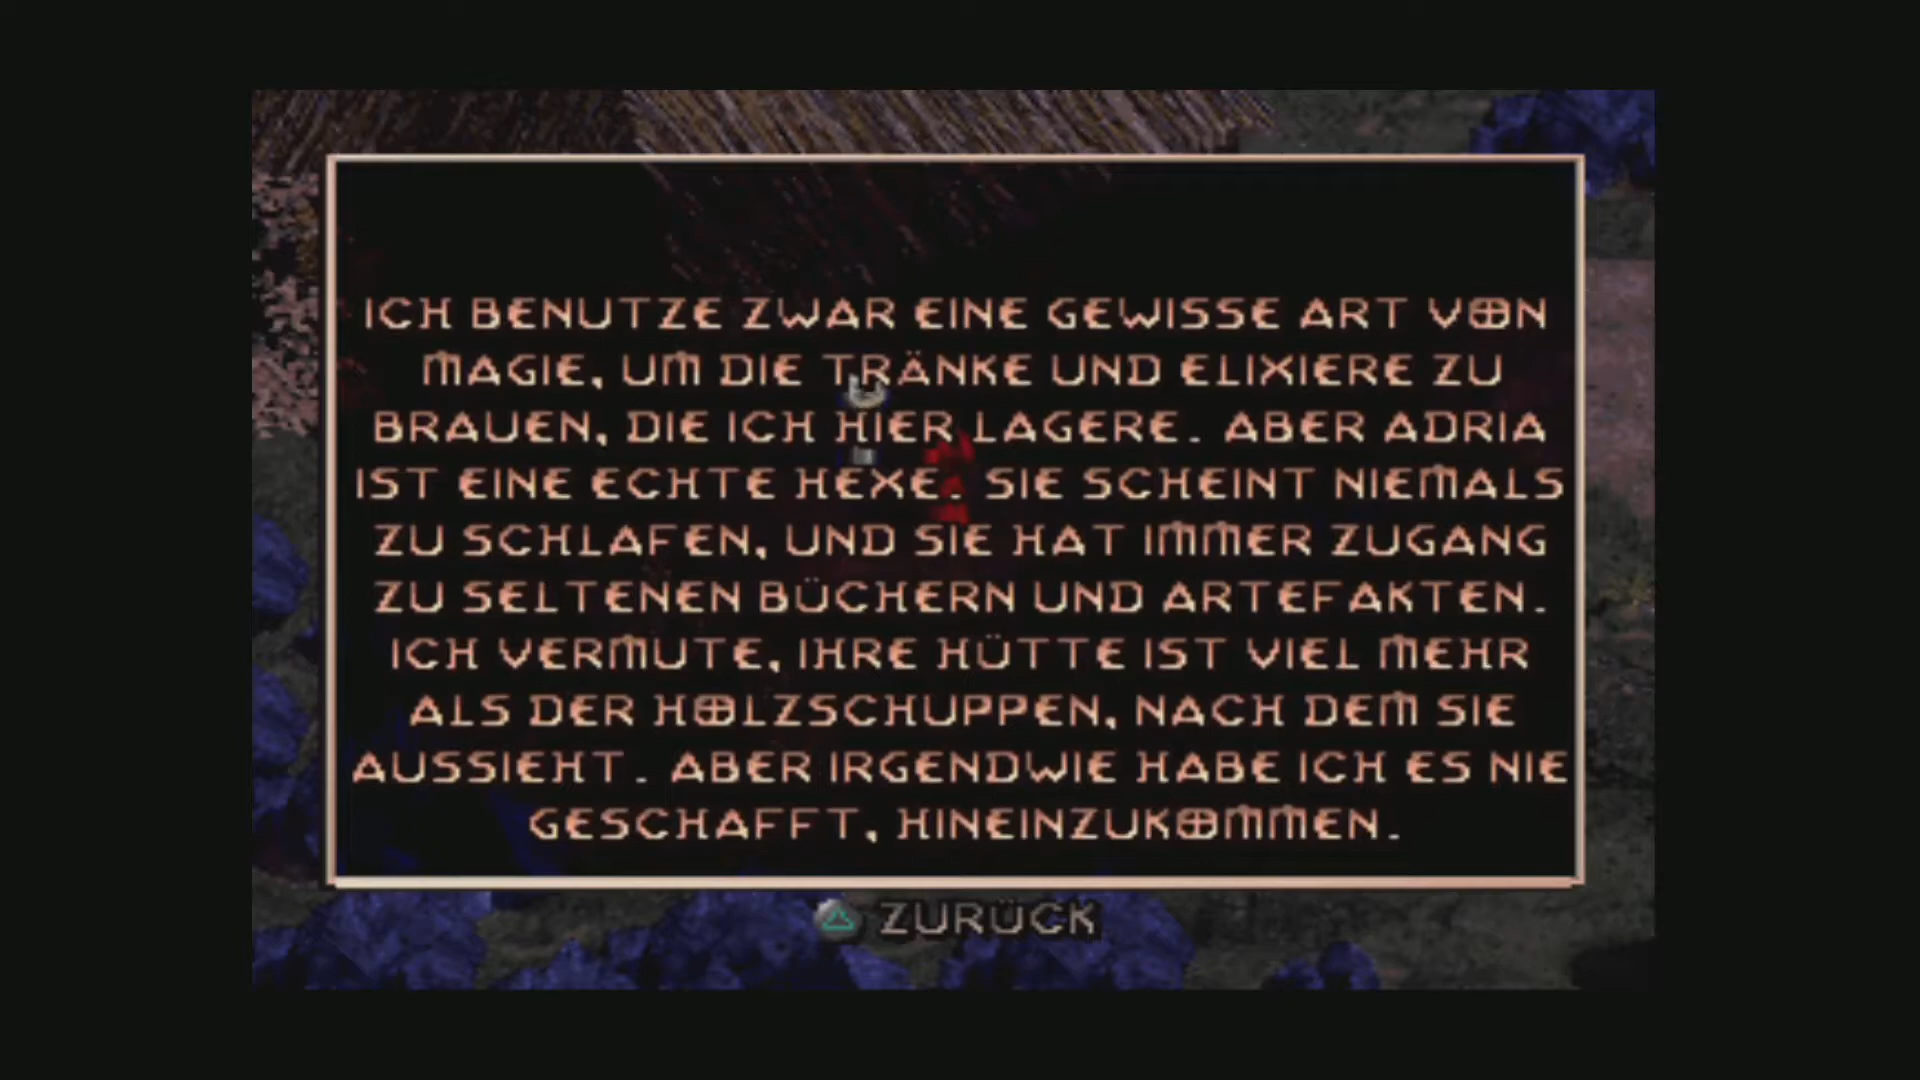 ICH BENUTZE ZWAR EINE GEWISSE ART VON
MAGIE, UM DIE TRÄNKE UND ELIXIERE ZU
BRAUEN, DIE ICH HIER LAGERE. ABER ADRIA
IST EINE ECHTE HEXE. SIE SCHEINT NIEMALS
ZU SCHLAFEN, UND SIE HAT IMMER ZUGANG
ZU SELTENEN BÜCHERN UND ARTEFAKTEN.
ICH VERMUTE, IHRE HÜTTE IST VIEL MEHR
ALS DER HOLZSCHUPPEN, NACH DEM SIE
AUSSIEHT. ABER IRGENDWIE HABE ICH ES NIE
GESCHAFFT, HINEINZUKOMMEN.
ZURÜCK